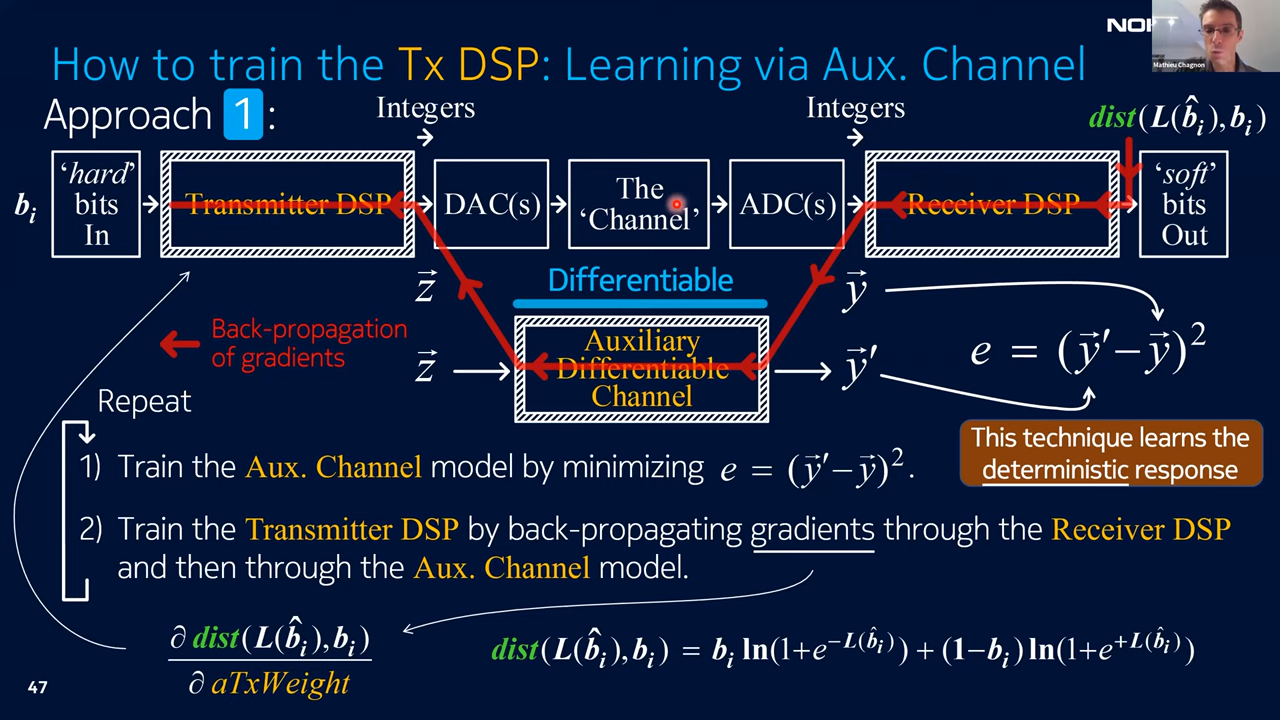 NOKI
Mathieu Chagnon
How to train the Tx DSP: Learning via Aux. Channel
Approach 1:
Integers
Integers
dist(L(b̂ᵢ),bᵢ)
bᵢ
‘hard’
bits
In
Transmitter DSP
DAC(s)
The
‘Channel’
ADC(s)
Receiver DSP
‘soft’
bits
Out
z⃗
Differentiable
y⃗
Back-propagation
of gradients
z⃗
Auxiliary
Differentiable
Channel
y⃗′
e = (y⃗′−y⃗)²
Repeat
This technique learns the
deterministic response
1) Train the Aux. Channel model by minimizing e = (y⃗′−y⃗)².
2) Train the Transmitter DSP by back-propagating gradients through the Receiver DSP
and then through the Aux. Channel model.
∂ dist(L(b̂ᵢ),bᵢ)
∂ aTxWeight
dist(L(b̂ᵢ),bᵢ) = bᵢ ln(1+e^{−L(b̂ᵢ)}) + (1−bᵢ) ln(1+e^{+L(b̂ᵢ)})
47